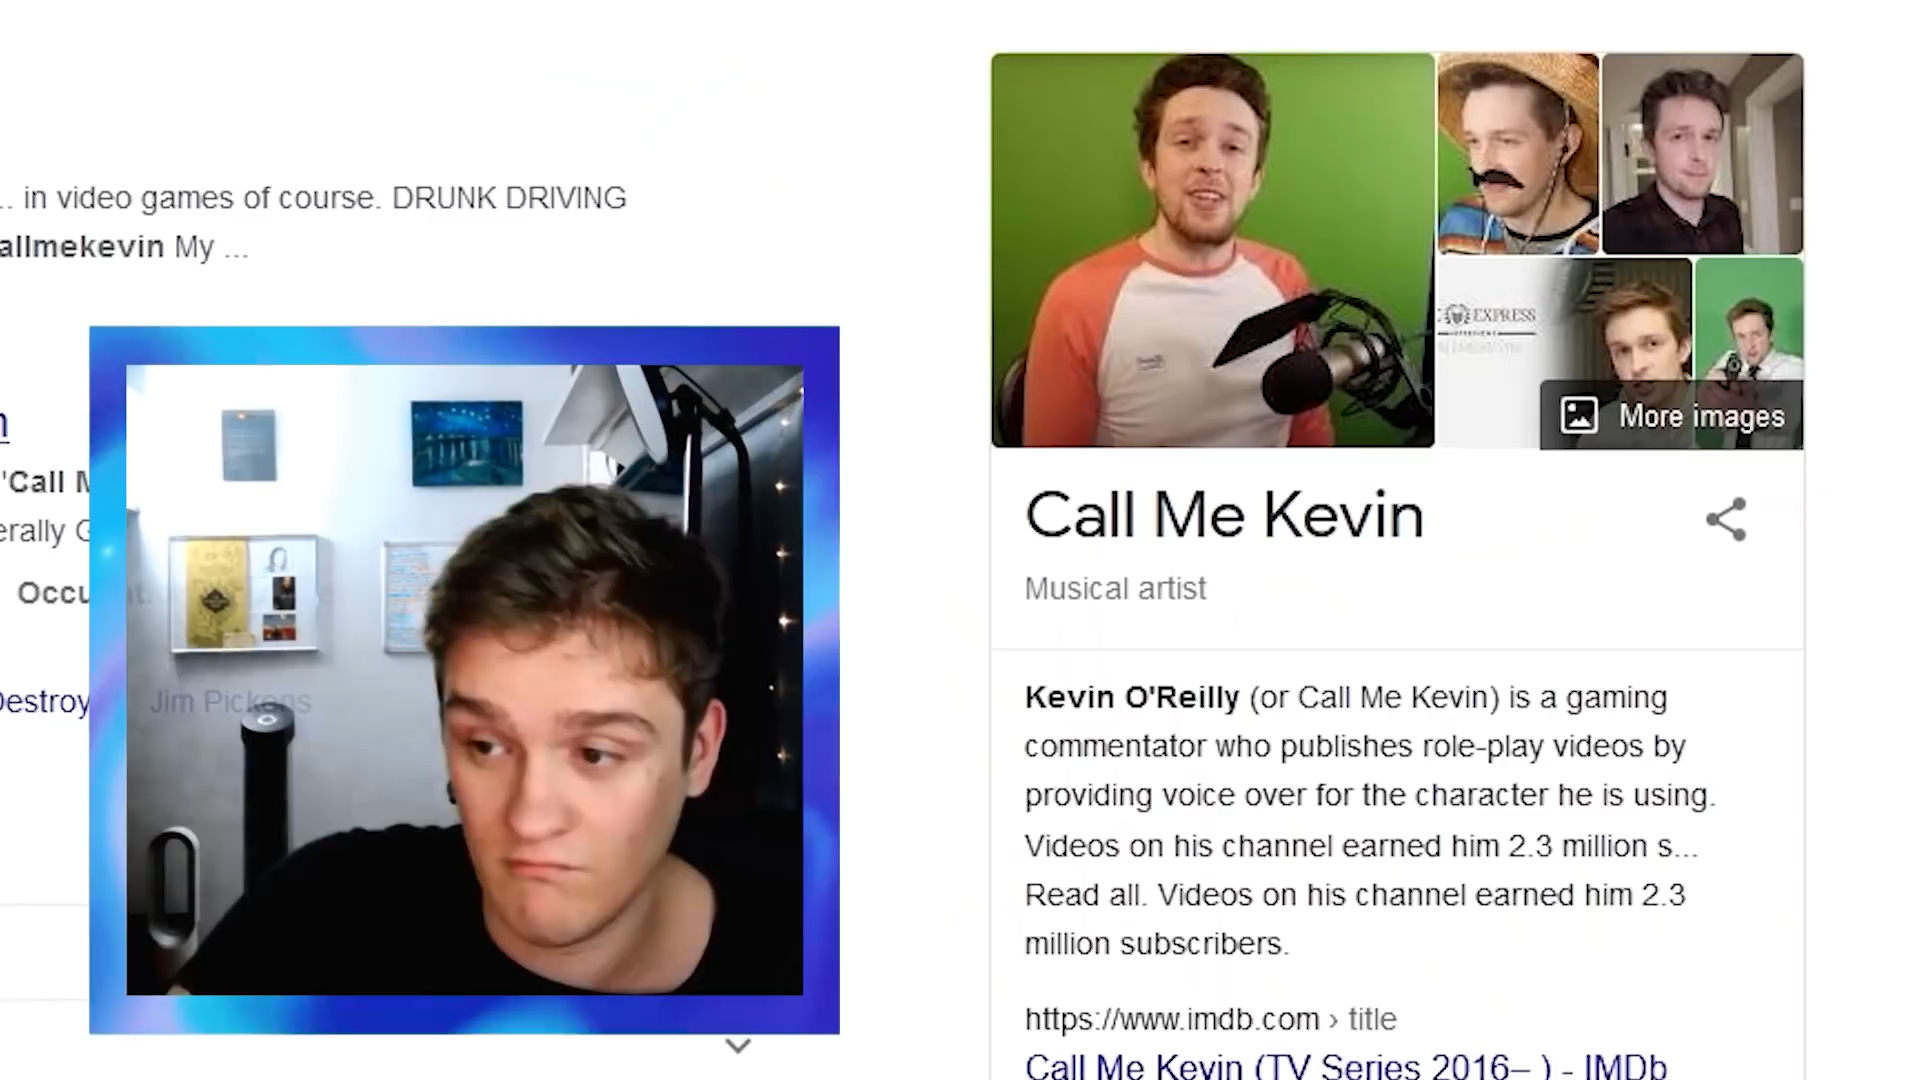 .. in video games of course. DRUNK DRIVING
allmekevin My ...
'Call M
erally G
Occu
Destroy
Jim Pickens
EXPRESS
More images
Call Me Kevin
Musical artist
Kevin O'Reilly (or Call Me Kevin) is a gaming
commentator who publishes role-play videos by
providing voice over for the character he is using.
Videos on his channel earned him 2.3 million s...
Read all. Videos on his channel earned him 2.3
million subscribers.
https://www.imdb.com › title
Call Me Kevin (TV Series 2016– ) - IMDb